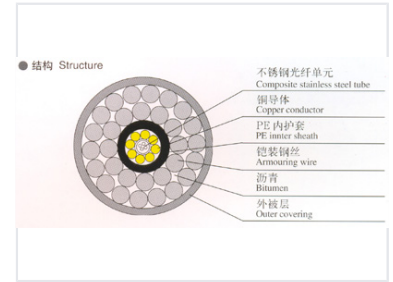 结构 Structure
不锈钢光纤单元
Composite stainless steel tube
铜导体
Copper conductor
PE 内护套
PE innter sheath
铠装钢丝
Armouring wire
沥青
Bitumen
外被层
Outer covering